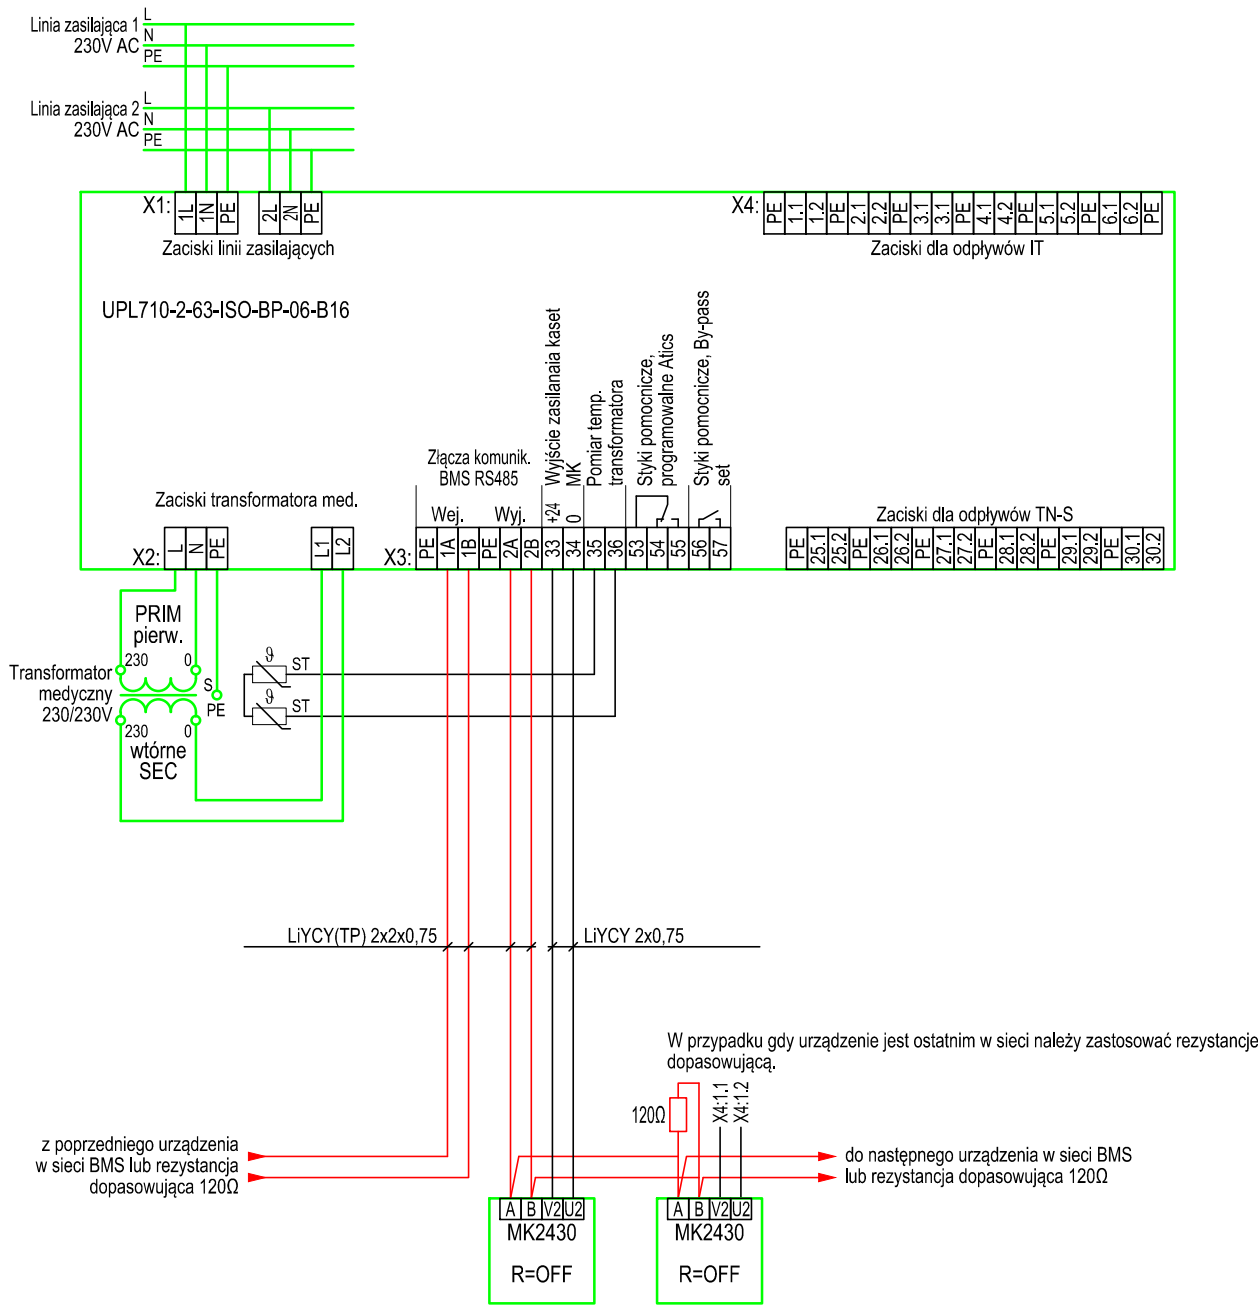 Linia zasilająca 1
230V AC
L
N
PE
Linia zasilająca 2
230V AC
L
N
PE
X1:
1L 1N PE 2L 2N PE
Zaciski linii zasilających
X4:
PE 1.1 1.2 PE 2.1 2.2 PE 3.1 3.1 PE 4.1 4.2 PE 5.1 5.2 PE 6.1 6.2 PE
Zaciski dla odpływów IT
UPL710-2-63-ISO-BP-06-B16
Złącza komunik.
BMS RS485
Wej. Wyj.
Wyjście zasilanaia kaset
MK
+24
0
Pomiar temp.
transformatora
Styki pomocnicze,
programowalne Atics
Styki pomocnicze, By-pass
set
Zaciski transformatora med.
X2:
L N PE L1 L2
X3:
PE 1A 1B PE 2A 2B 33 34 35 36 53 54 55 56 57
Zaciski dla odpływów TN-S
PE 25.1 25.2 PE 26.1 26.2 PE 27.1 27.2 PE 28.1 28.2 PE 29.1 29.2 PE 30.1 30.2
PRIM
pierw.
230 0
Transformator
medyczny
230/230V
S
PE
230 0
wtórne
SEC
ϑ
ST
ϑ
ST
LiYCY(TP) 2x2x0,75
LiYCY 2x0,75
W przypadku gdy urządzenie jest ostatnim w sieci należy zastosować rezystancje
dopasowującą.
120Ω
X4:1.1
X4:1.2
z poprzedniego urządzenia
w sieci BMS lub rezystancja
dopasowująca 120Ω
do następnego urządzenia w sieci BMS
lub rezystancja dopasowująca 120Ω
A B V2 U2
MK2430
R=OFF
A B V2 U2
MK2430
R=OFF